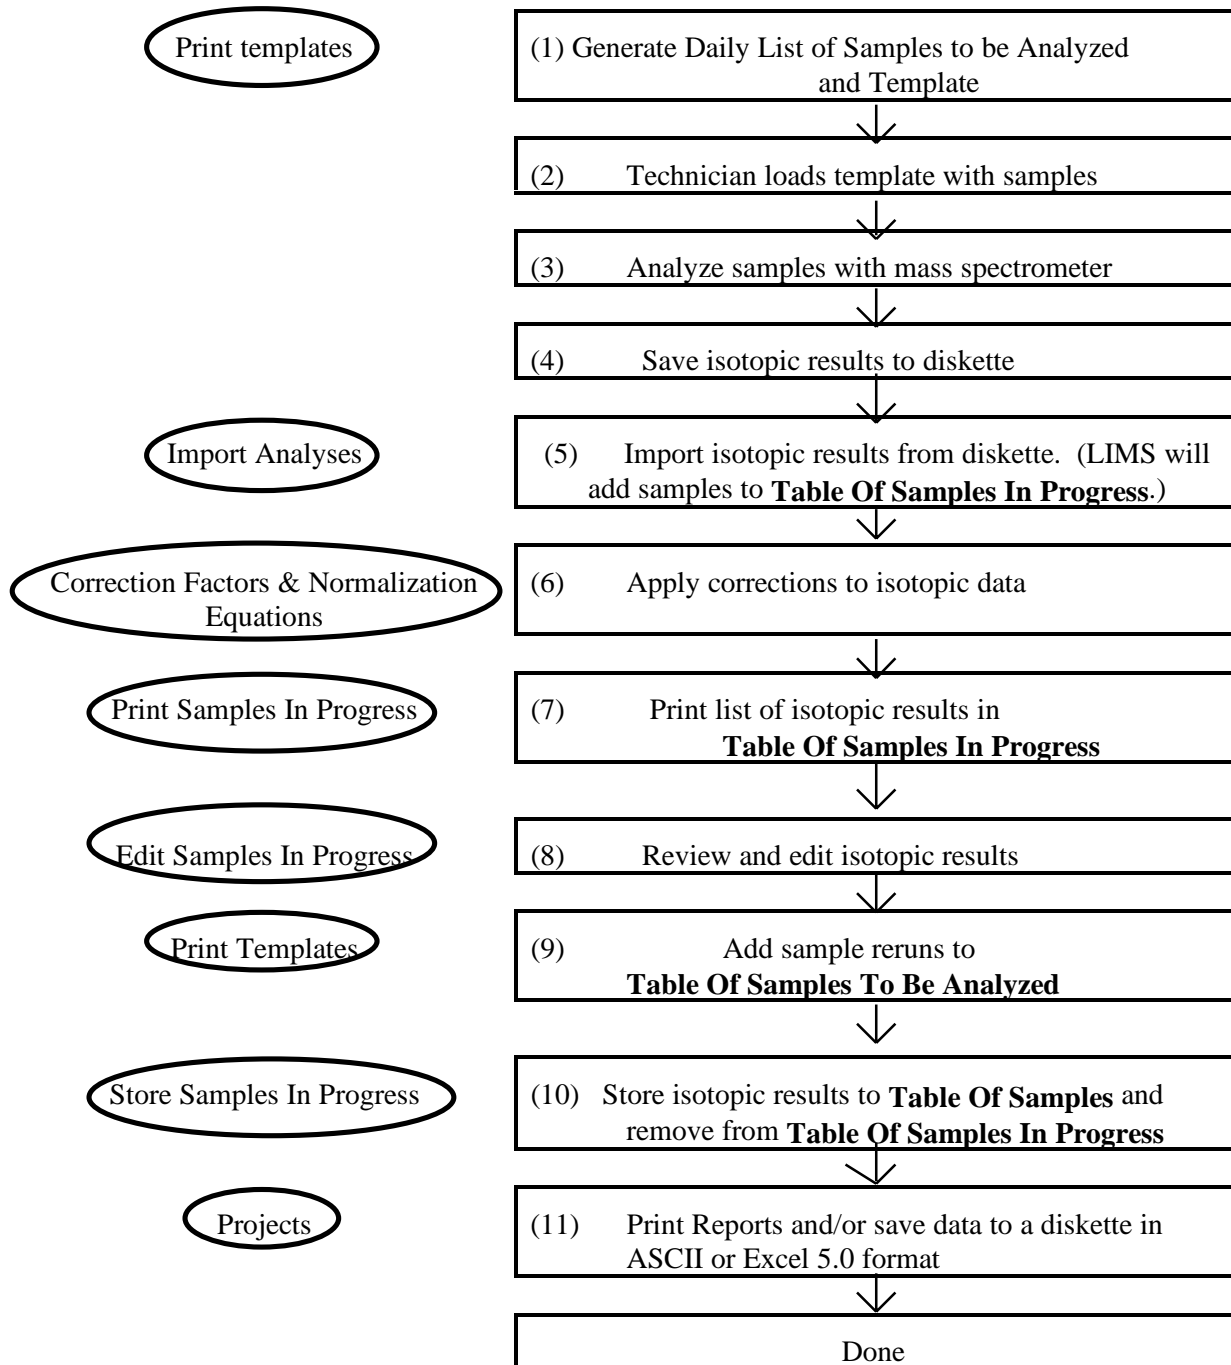 Print templates
(1) Generate Daily List of Samples to be Analyzed
and Template
(2) Technician loads template with samples
(3) Analyze samples with mass spectrometer
(4) Save isotopic results to diskette
Import Analyses
(5) Import isotopic results from diskette. (LIMS will
add samples to Table Of Samples In Progress.)
Correction Factors & Normalization
Equations
(6) Apply corrections to isotopic data
Print Samples In Progress
(7) Print list of isotopic results in
Table Of Samples In Progress
Edit Samples In Progress
(8) Review and edit isotopic results
Print Templates
(9) Add sample reruns to
Table Of Samples To Be Analyzed
Store Samples In Progress
(10) Store isotopic results to Table Of Samples and
remove from Table Of Samples In Progress
Projects
(11) Print Reports and/or save data to a diskette in
ASCII or Excel 5.0 format
Done